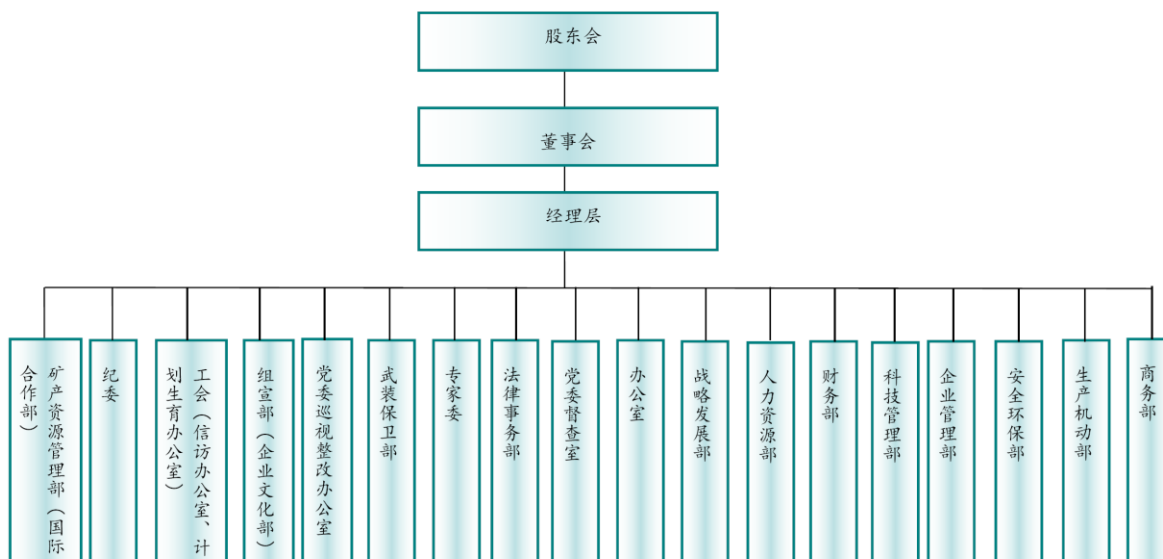 股东会
董事会
经理层
矿产资源管理部（国际
合作部）
纪委
工会（信访办公室、计
划生育办公室）
组宣部（企业文化部）
党委巡视整改办公室
武装保卫部
专家委
法律事务部
党委督查室
办公室
战略发展部
人力资源部
财务部
科技管理部
企业管理部
安全环保部
生产机动部
商务部